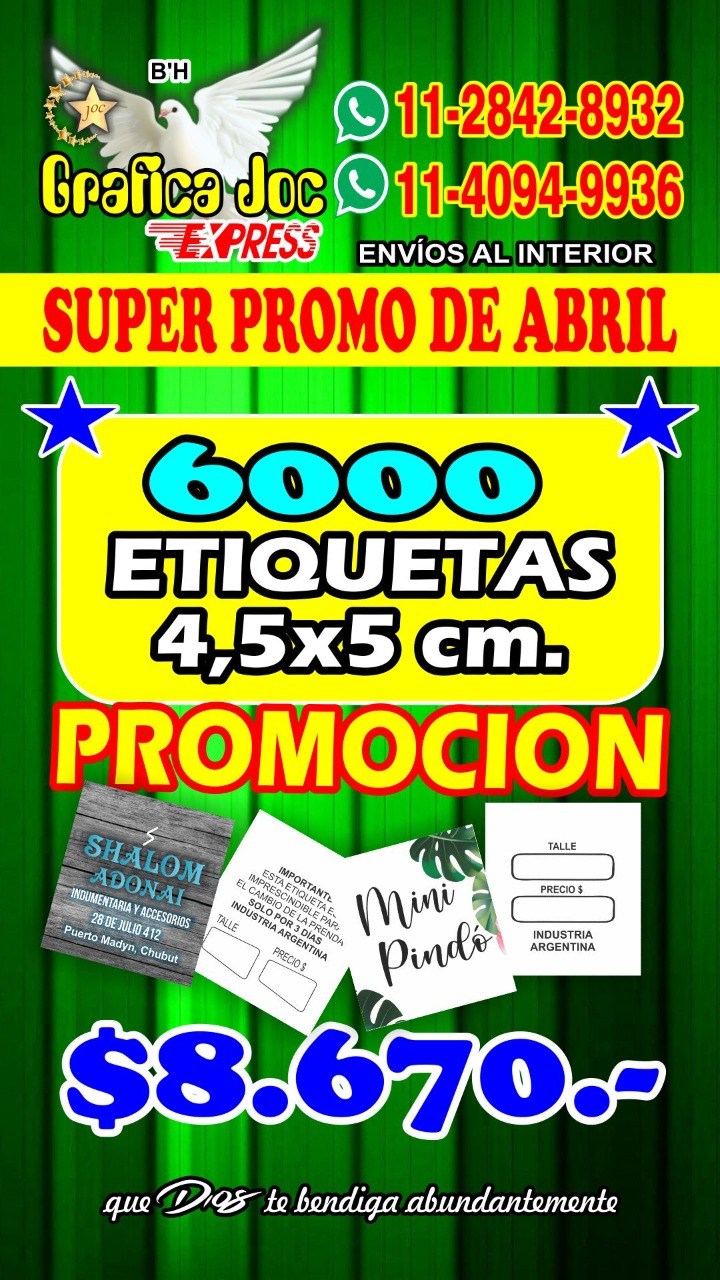 B'H
JOC
Grafica Joc
EXPRESS
11-2842-8932
11-4094-9936
ENVÍOS AL INTERIOR
SUPER PROMO DE ABRIL
6000
ETIQUETAS
4,5x5 cm.
PROMOCION
SHALOM
ADONAI
INDUMENTARIA Y ACCESORIOS
28 DE JULIO 412
Puerto Madyn, Chubut
IMPORTANTE
ESTA ETIQUETA E
IMPRESCINDIBLE PARA
EL CAMBIO DE LA PRENDA
SOLO POR 3 DÍAS
INDUSTRIA ARGENTINA
TALLE
PRECIO $
Mini
Pindó
TALLE
PRECIO $
INDUSTRIA
ARGENTINA
$8.670.-
que Dios te bendiga abundantemente